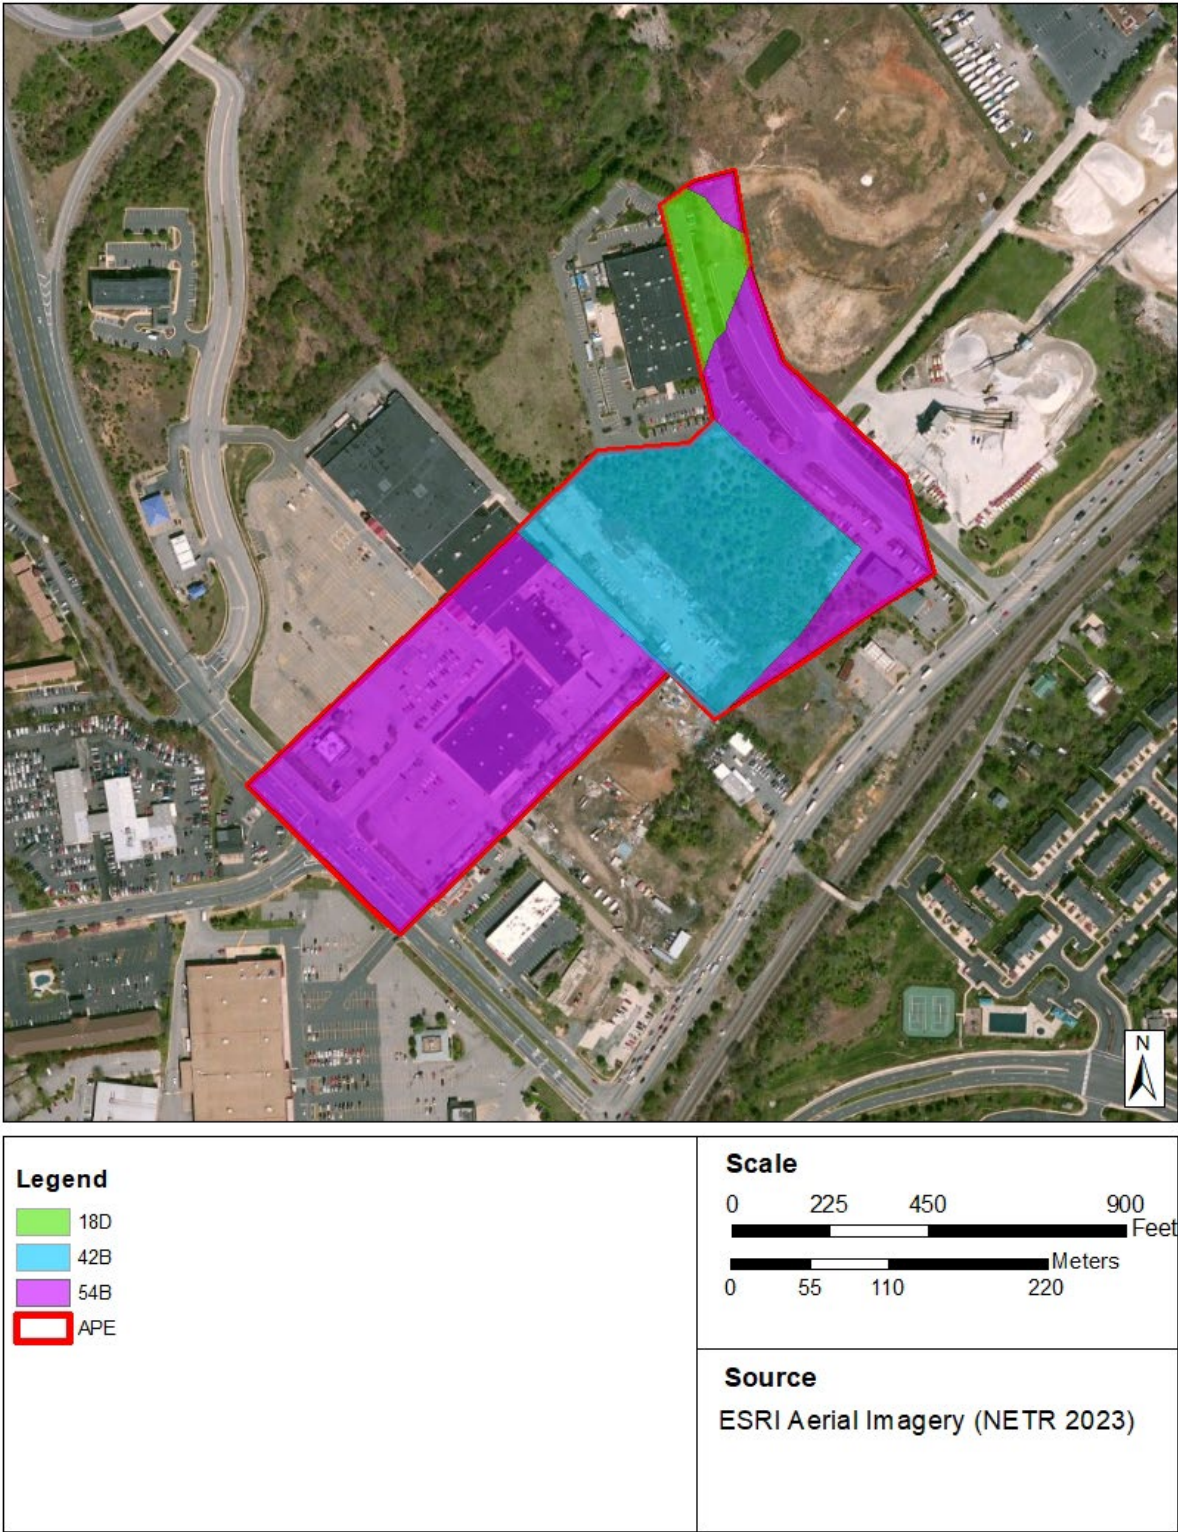 N
Legend
18D
42B
54B
APE
Scale
0 225 450 900
Feet
Meters
0 55 110 220
Source
ESRI Aerial Imagery (NETR 2023)